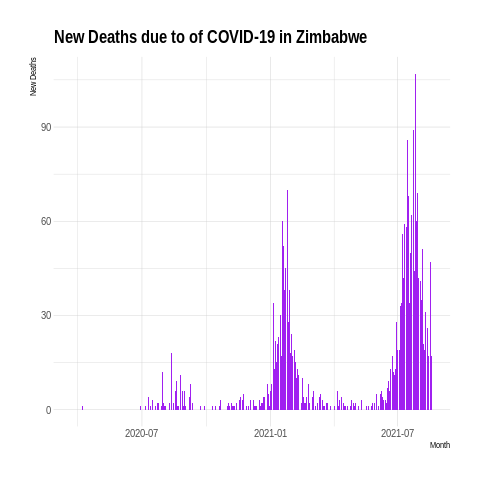 New Deaths due to of COVID-19 in Zimbabwe
New Deaths
90
60
30
0
2020-07
2021-01
2021-07
Month